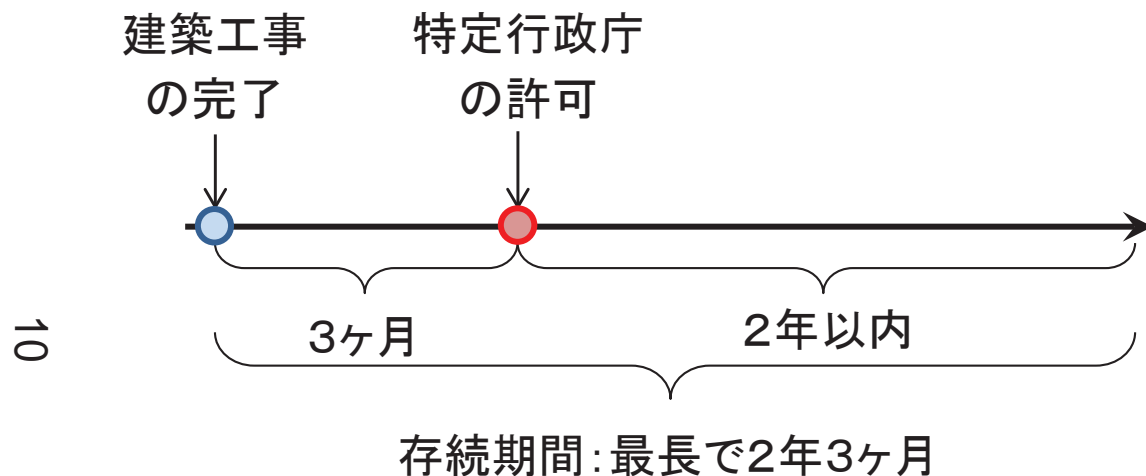 建築工事
の完了
特定行政庁
の許可
3ヶ月
2年以内
存続期間:最長で2年3ヶ月
10